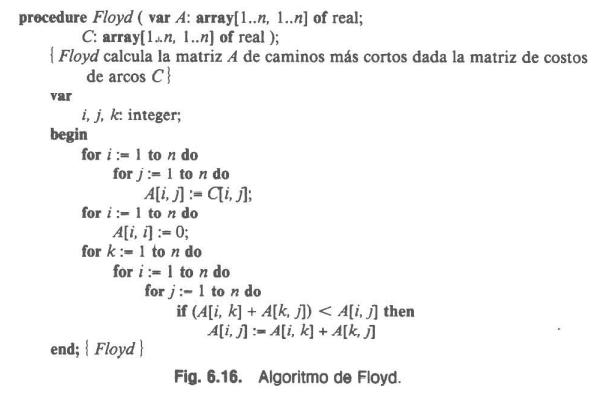 procedure Floyd ( var A: array[1..n, 1..n] of real;
C: array[1..n, 1..n] of real );
{ Floyd calcula la matriz A de caminos más cortos dada la matriz de costos
de arcos C }
var
i, j, k: integer;
begin
for i := 1 to n do
for j := 1 to n do
A[i, j] := C[i, j];
for i := 1 to n do
A[i, i] := 0;
for k := 1 to n do
for i := 1 to n do
for j := 1 to n do
if (A[i, k] + A[k, j]) < A[i, j] then
A[i, j] := A[i, k] + A[k, j]
end; { Floyd }
Fig. 6.16. Algoritmo de Floyd.